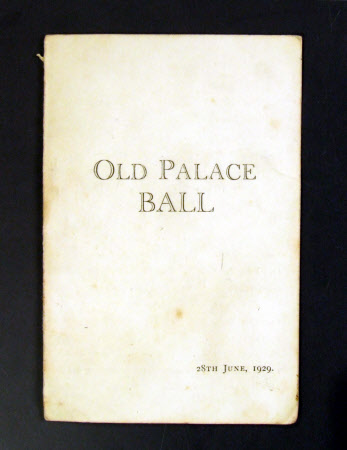 OLD PALACE
BALL
28TH JUNE, 1929.